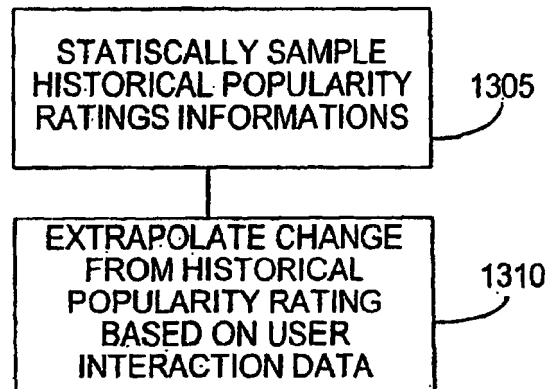 STATISCALLY SAMPLE
HISTORICAL POPULARITY
RATINGS INFORMATIONS
1305
EXTRAPOLATE CHANGE
FROM HISTORICAL
POPULARITY RATING
BASED ON USER
INTERACTION DATA
1310